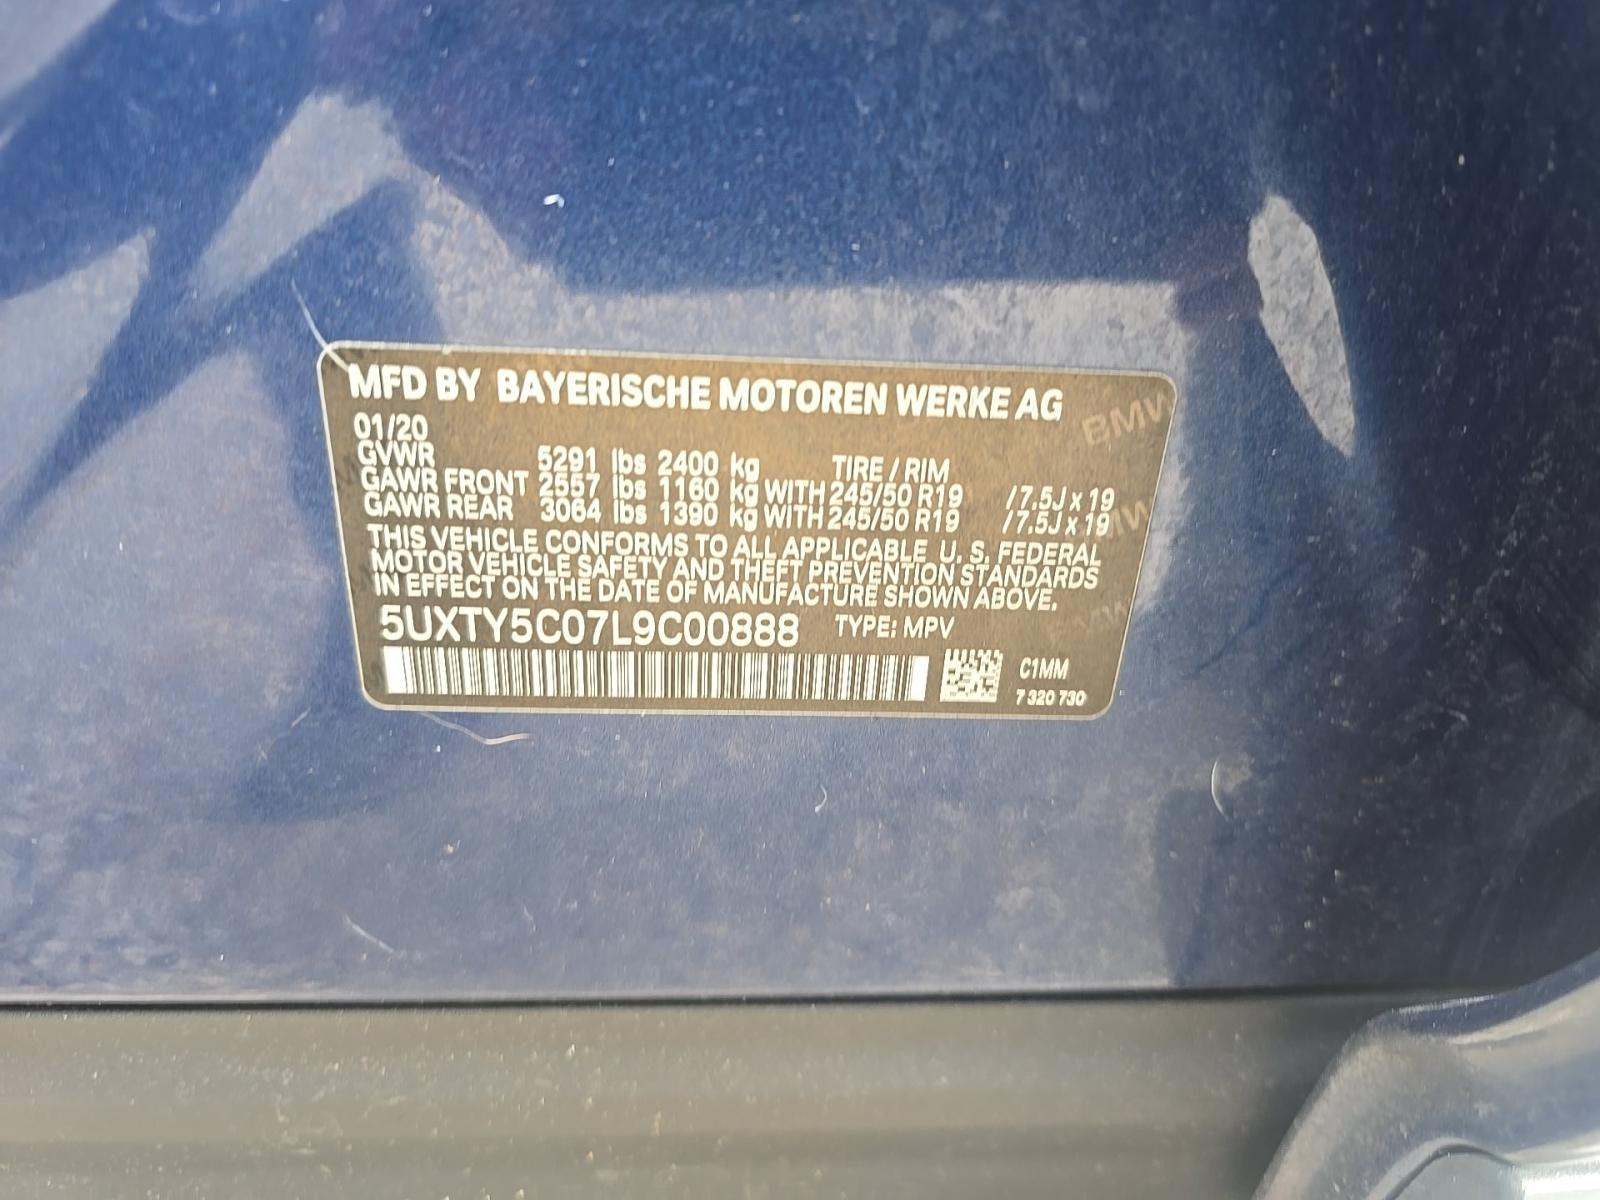 MFD BY BAYERISCHE MOTOREN WERKE AG
01/20
GVWR 5291 lbs 2400 kg TIRE / RIM
GAWR FRONT 2557 lbs 1160 kg WITH 245/50 R19 / 7.5J x 19
GAWR REAR 3064 lbs 1390 kg WITH 245/50 R19 / 7.5J x 19
THIS VEHICLE CONFORMS TO ALL APPLICABLE U. S. FEDERAL
MOTOR VEHICLE SAFETY AND THEFT PREVENTION STANDARDS
IN EFFECT ON THE DATE OF MANUFACTURE SHOWN ABOVE.
5UXTY5C07L9C00888 TYPE: MPV
C1MM
7 320 730
BMW